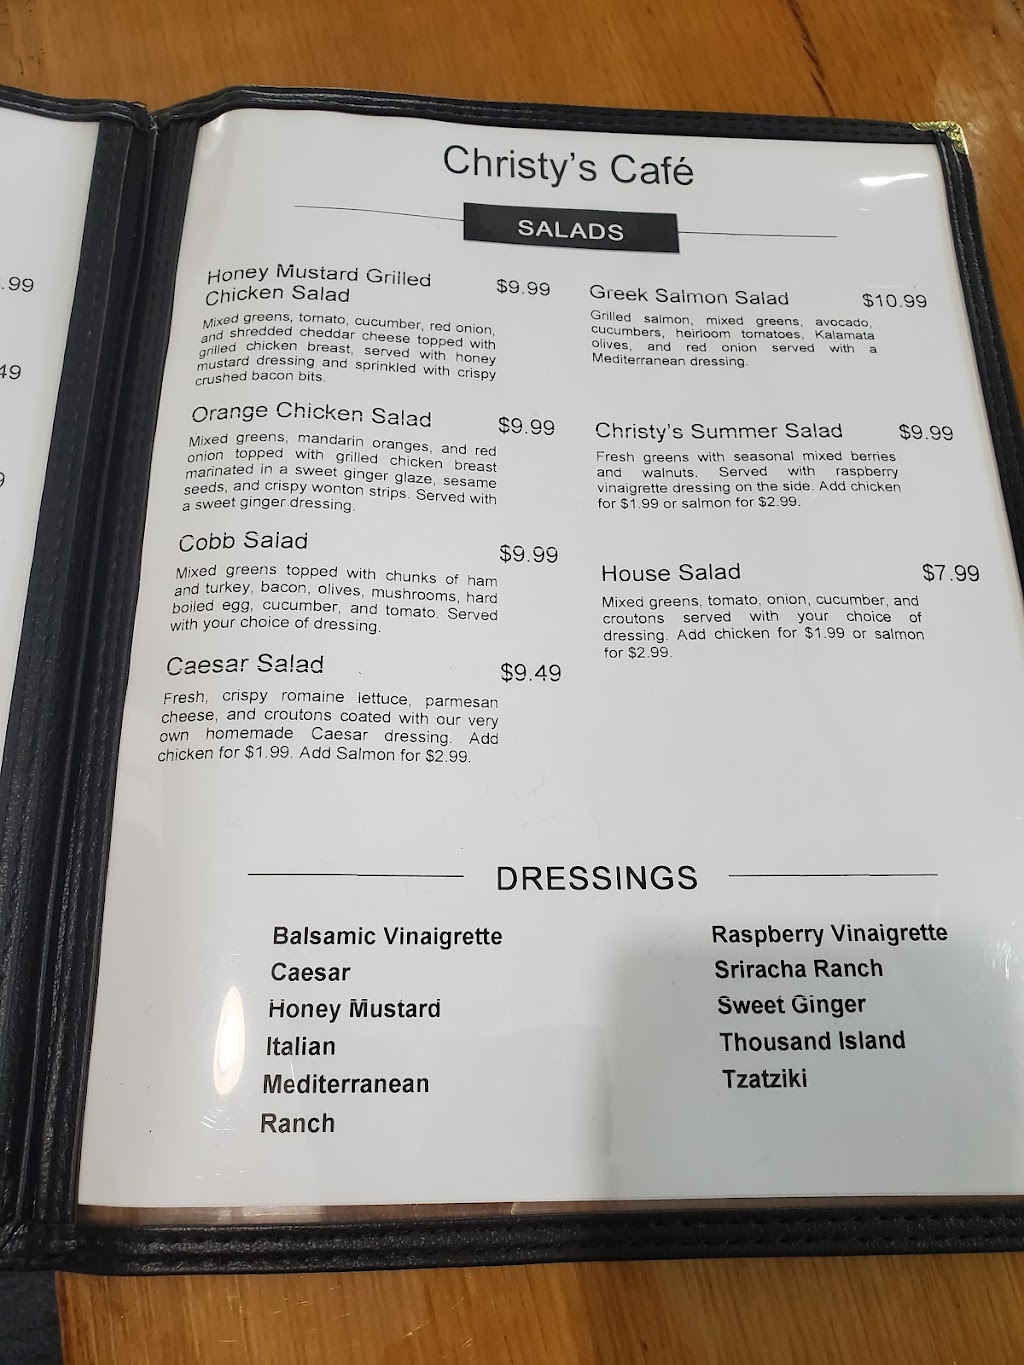 .99
49
9
Christy's Café
SALADS
Honey Mustard Grilled
Chicken Salad
$9.99
Mixed greens, tomato, cucumber, red onion,
and shredded cheddar cheese topped with
grilled chicken breast, served with honey
mustard dressing and sprinkled with crispy
crushed bacon bits.
Orange Chicken Salad
$9.99
Mixed greens, mandarin oranges, and red
onion topped with grilled chicken breast
marinated in a sweet ginger glaze, sesame
seeds, and crispy wonton strips. Served with
a sweet ginger dressing.
Cobb Salad
$9.99
Mixed greens topped with chunks of ham
and turkey, bacon, olives, mushrooms, hard
boiled egg, cucumber, and tomato. Served
with your choice of dressing.
Caesar Salad
$9.49
Fresh, crispy romaine lettuce, parmesan
cheese, and croutons coated with our very
own homemade Caesar dressing. Add
chicken for $1.99. Add Salmon for $2.99.
Greek Salmon Salad
$10.99
Grilled salmon, mixed greens, avocado,
cucumbers, heirloom tomatoes, Kalamata
olives, and red onion served with a
Mediterranean dressing.
Christy's Summer Salad
$9.99
Fresh greens with seasonal mixed berries
and walnuts. Served with raspberry
vinaigrette dressing on the side. Add chicken
for $1.99 or salmon for $2.99.
House Salad
$7.99
Mixed greens, tomato, onion, cucumber, and
croutons served with your choice of
dressing. Add chicken for $1.99 or salmon
for $2.99.
DRESSINGS
Balsamic Vinaigrette
Caesar
Honey Mustard
Italian
Mediterranean
Ranch
Raspberry Vinaigrette
Sriracha Ranch
Sweet Ginger
Thousand Island
Tzatziki